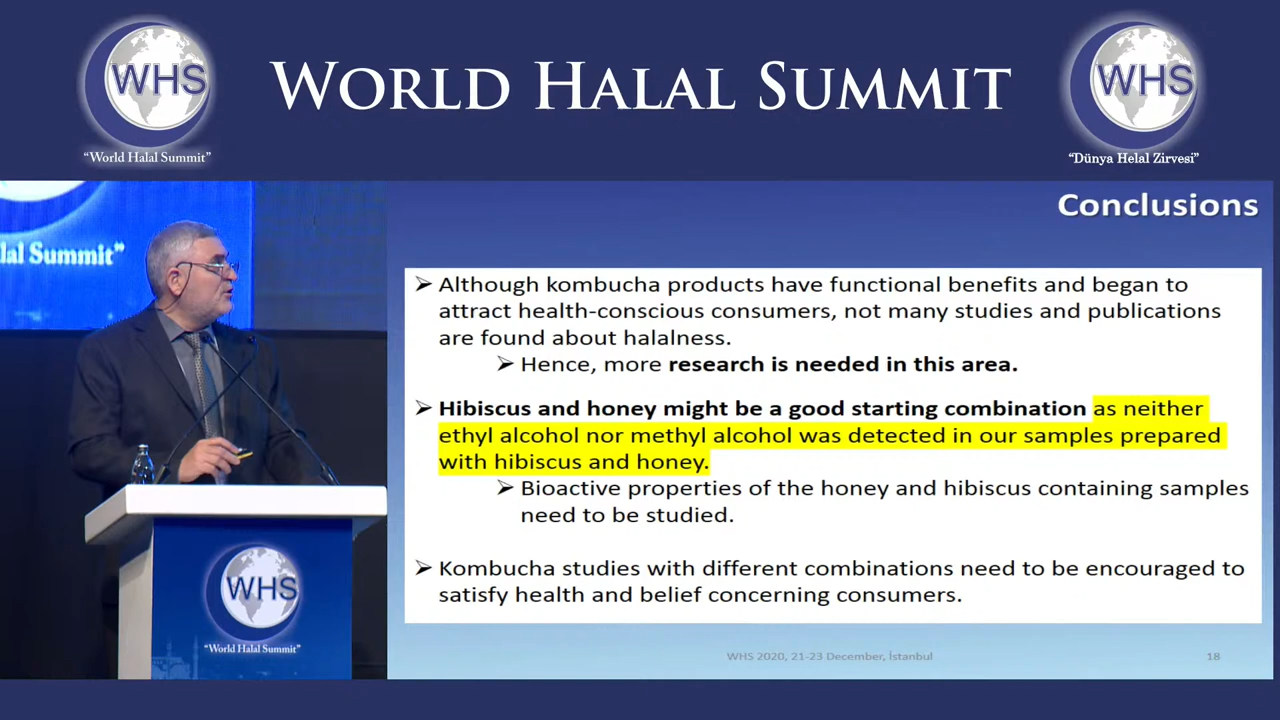 WHS
WORLD HALAL SUMMIT
WHS
"World Halal Summit"
"Dünya Helal Zirvesi"
lal Summit"
Conclusions
Although kombucha products have functional benefits and began to
attract health-conscious consumers, not many studies and publications
are found about halalness.
Hence, more research is needed in this area.
Hibiscus and honey might be a good starting combination as neither
ethyl alcohol nor methyl alcohol was detected in our samples prepared
with hibiscus and honey.
Bioactive properties of the honey and hibiscus containing samples
need to be studied.
Kombucha studies with different combinations need to be encouraged to
satisfy health and belief concerning consumers.
WHS 2020, 21-23 December, İstanbul
18
WHS
"World Halal Summit"